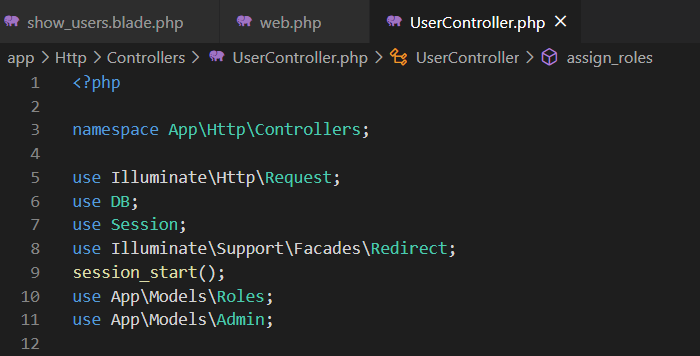 show_users.blade.php web.php UserController.php ×
app > Http > Controllers > UserController.php > UserController > assign_roles
1 <?php
2
3 namespace App\Http\Controllers;
4
5 use Illuminate\Http\Request;
6 use DB;
7 use Session;
8 use Illuminate\Support\Facades\Redirect;
9 session_start();
10 use App\Models\Roles;
11 use App\Models\Admin;
12